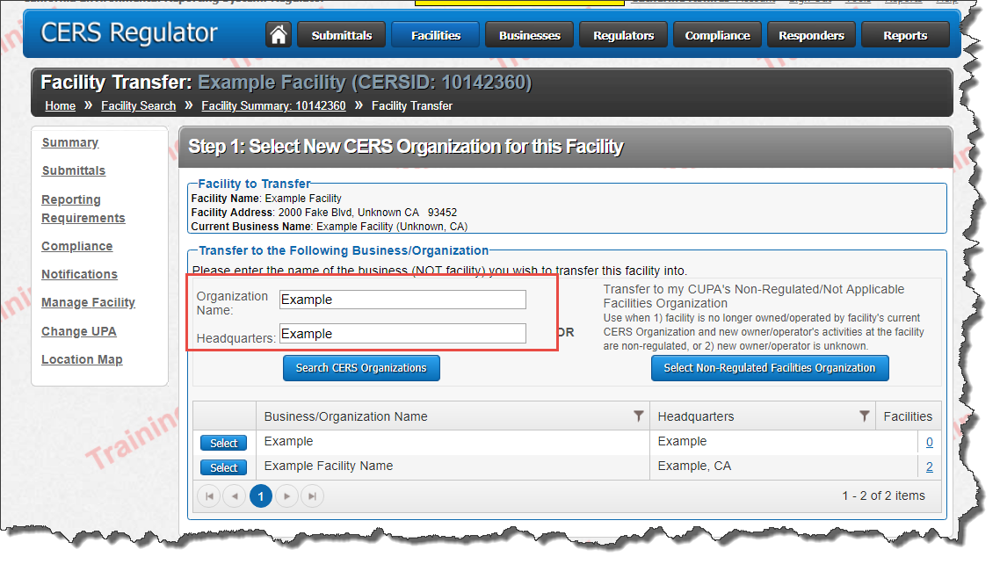 CERS Regulator
Submittals
Facilities
Businesses
Regulators
Compliance
Responders
Reports
Facility Transfer: Example Facility (CERSID: 10142360)
Home » Facility Search » Facility Summary: 10142360 » Facility Transfer
Summary
Submittals
Reporting
Requirements
Compliance
Notifications
Manage Facility
Change UPA
Location Map
Step 1: Select New CERS Organization for this Facility
Facility to Transfer
Facility Name: Example Facility
Facility Address: 2000 Fake Blvd, Unknown CA 93452
Current Business Name: Example Facility (Unknown, CA)
Transfer to the Following Business/Organization
Please enter the name of the business (NOT facility) you wish to transfer this facility into.
Organization
Name:
Example
Headquarters:
Example
Search CERS Organizations
OR
Transfer to my CUPA's Non-Regulated/Not Applicable
Facilities Organization
Use when 1) facility is no longer owned/operated by facility's current
CERS Organization and new owner/operator's activities at the facility
are non-regulated, or 2) new owner/operator is unknown.
Select Non-Regulated Facilities Organization
Business/Organization Name
Headquarters
Facilities
Select Example Example 0
Select Example Facility Name Example, CA 2
1
1 - 2 of 2 items
Training